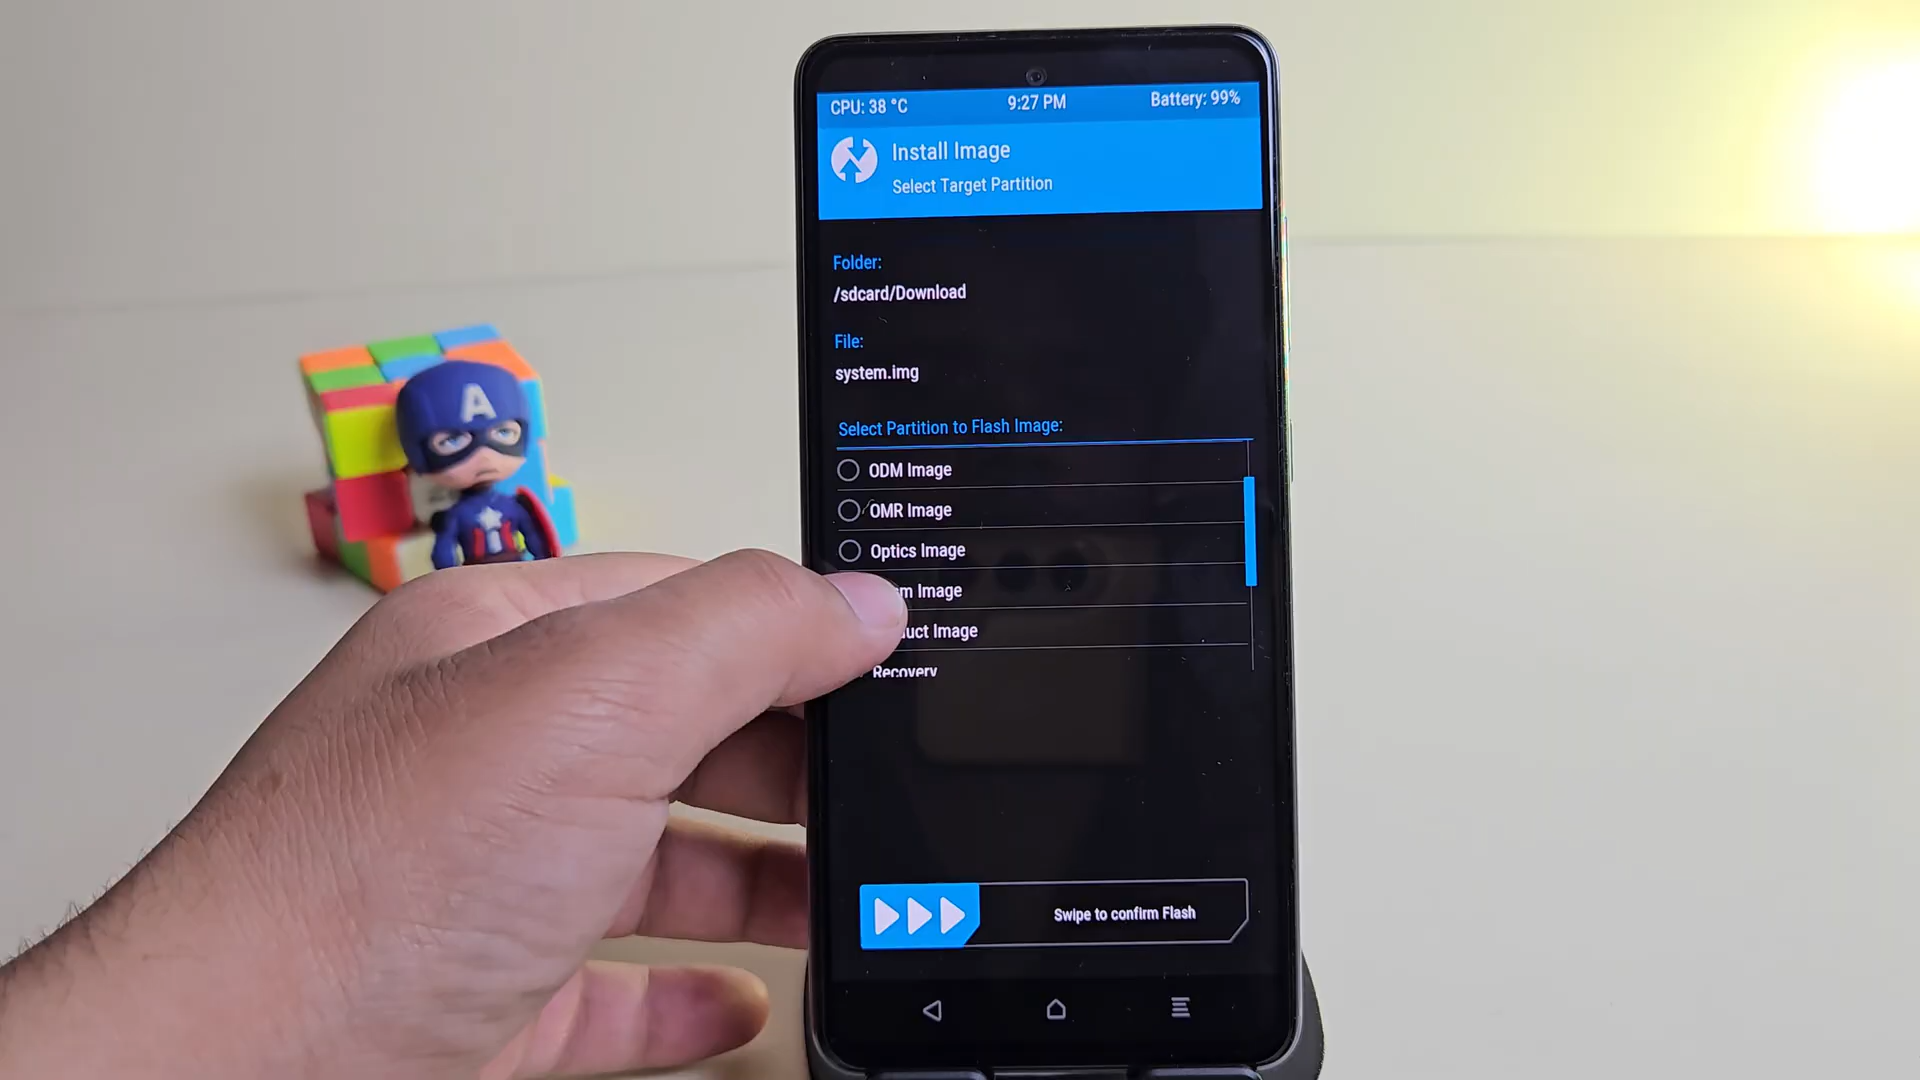 CPU: 38 °C 9:27 PM Battery: 99%
Install Image
Select Target Partition
Folder:
/sdcard/Download
File:
system.img
Select Partition to Flash Image:
ODM Image
OMR Image
Optics Image
Image
Image
Recovery
Swipe to confirm Flash
A